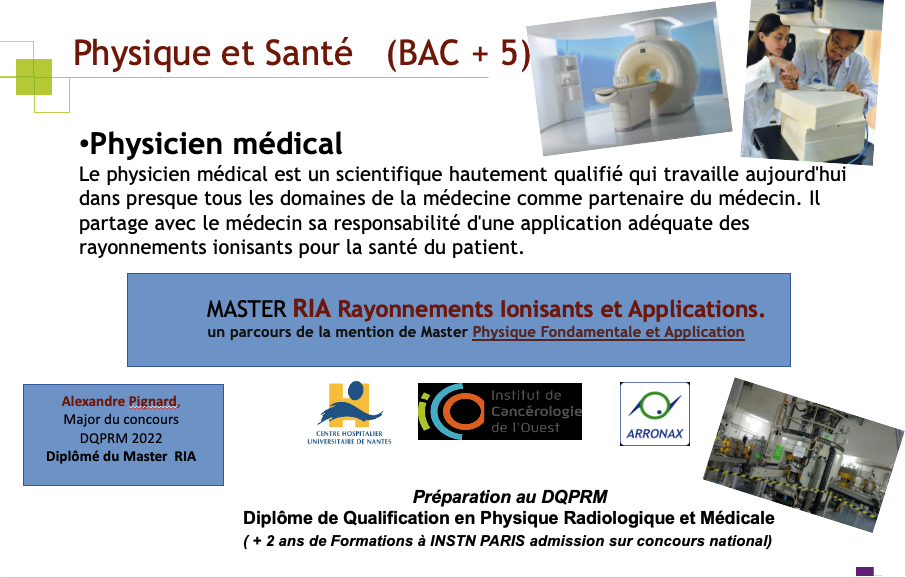 Physique et Santé (BAC + 5)
•Physicien médical
Le physicien médical est un scientifique hautement qualifié qui travaille aujourd'hui
dans presque tous les domaines de la médecine comme partenaire du médecin. Il
partage avec le médecin sa responsabilité d'une application adéquate des
rayonnements ionisants pour la santé du patient.
MASTER RIA Rayonnements Ionisants et Applications.
un parcours de la mention de Master Physique Fondamentale et Application
Alexandre Pignard,
Major du concours
DQPRM 2022
Diplômé du Master RIA
CENTRE HOSPITALIER
UNIVERSITAIRE DE NANTES
Institut de
Cancérologie
de l'Ouest
ARRONAX
Préparation au DQPRM
Diplôme de Qualification en Physique Radiologique et Médicale
( + 2 ans de Formations à INSTN PARIS admission sur concours national)